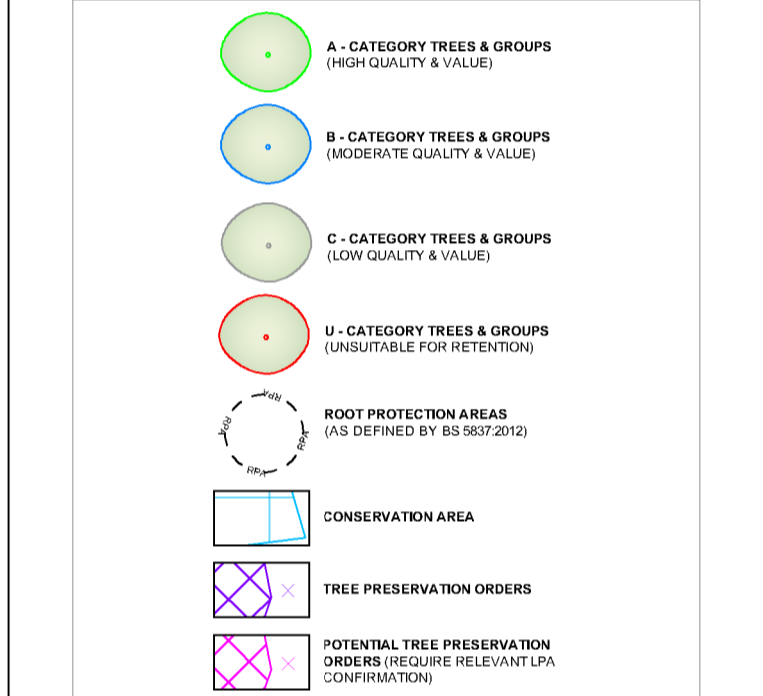 A - CATEGORY TREES & GROUPS
(HIGH QUALITY & VALUE)
B - CATEGORY TREES & GROUPS
(MODERATE QUALITY & VALUE)
C - CATEGORY TREES & GROUPS
(LOW QUALITY & VALUE)
U - CATEGORY TREES & GROUPS
(UNSUITABLE FOR RETENTION)
RPA
RPA
RPA
RPA
ROOT PROTECTION AREAS
(AS DEFINED BY BS 5837:2012)
CONSERVATION AREA
TREE PRESERVATION ORDERS
POTENTIAL TREE PRESERVATION
ORDERS (REQUIRE RELEVANT LPA
CONFIRMATION)